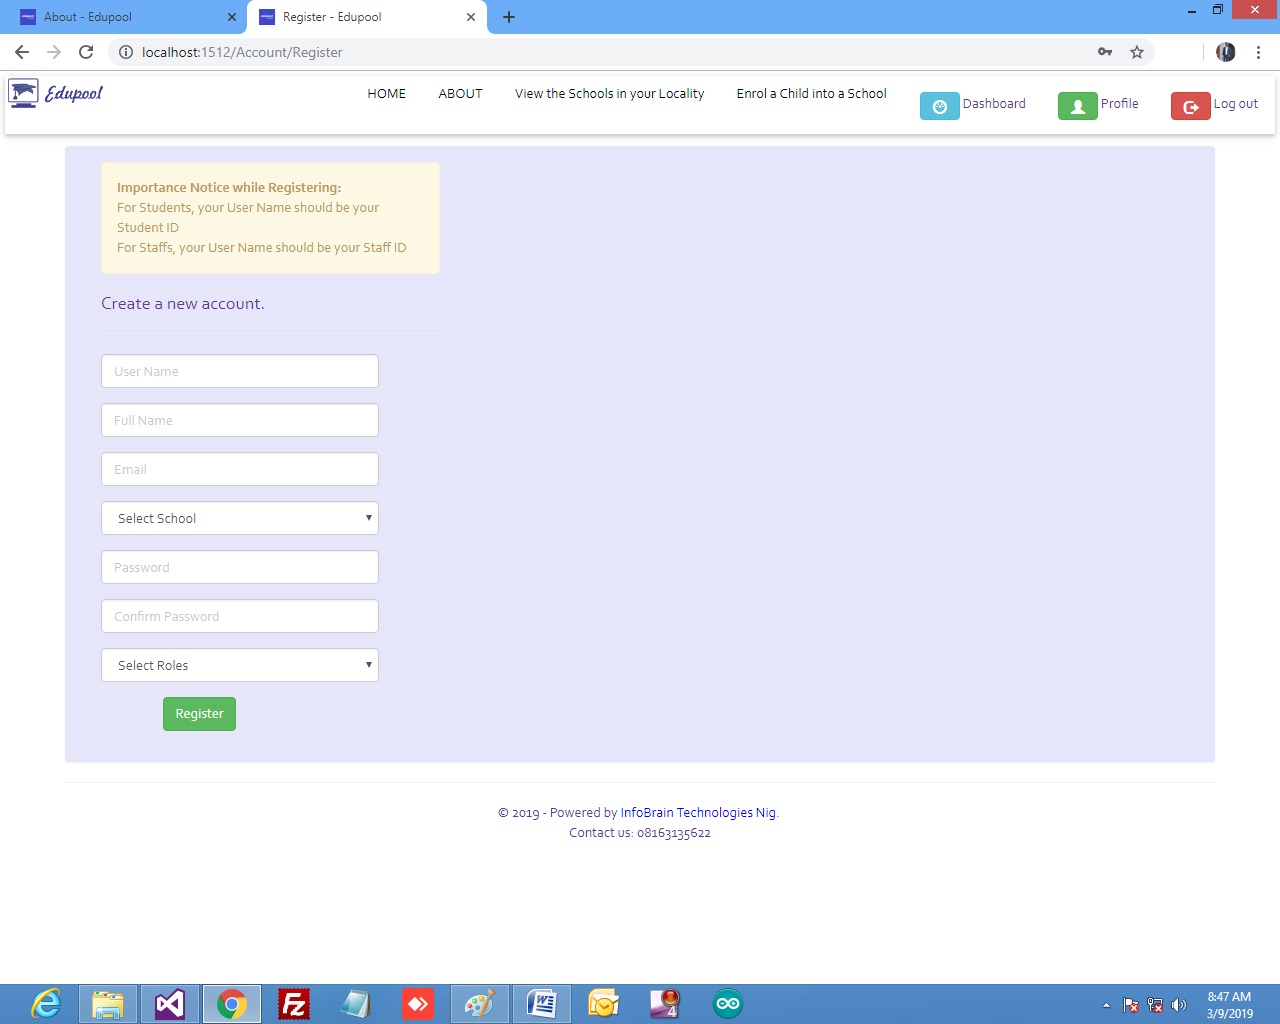 About - Edupool
Register - Edupool
localhost:1512/Account/Register
Edupool
HOME
ABOUT
View the Schools in your Locality
Enrol a Child into a School
Dashboard
Profile
Log out
Importance Notice while Registering:
For Students, your User Name should be your
Student ID
For Staffs, your User Name should be your Staff ID
Create a new account.
User Name
Full Name
Email
Select School
Password
Confirm Password
Select Roles
Register
© 2019 - Powered by InfoBrain Technologies Nig.
Contact us: 08163135622
8:47 AM
3/9/2019